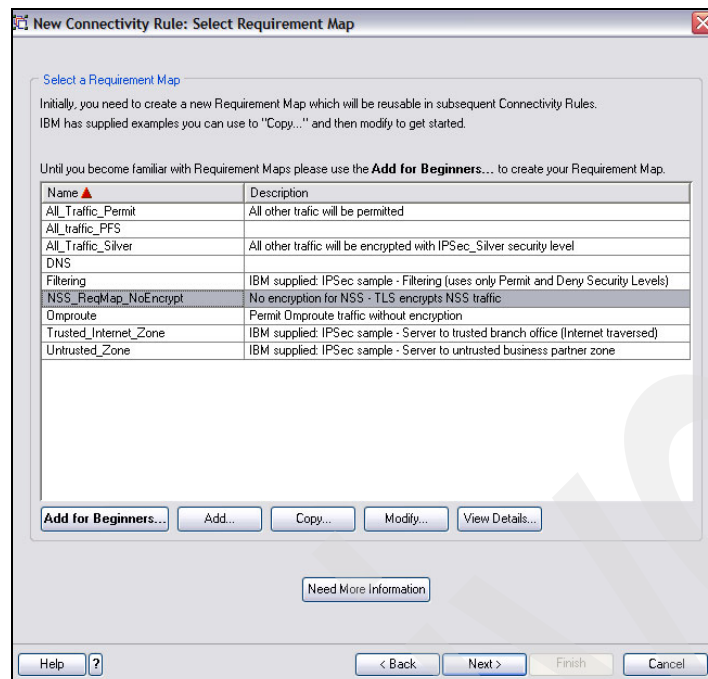 New Connectivity Rule: Select Requirement Map
Select a Requirement Map
Initially, you need to create a new Requirement Map which will be reusable in subsequent Connectivity Rules.
IBM has supplied examples you can use to "Copy..." and then modify to get started.
Until you become familiar with Requirement Maps please use the Add for Beginners... to create your Requirement Map.
Name Description
All_Traffic_Permit All other trafic will be permitted
All_traffic_PFS
All_Traffic_Silver All other traffic will be encrypted with IPSec_Silver security level
DNS
Filtering IBM supplied: IPSec sample - Filtering (uses only Permit and Deny Security Levels)
NSS_ReqMap_NoEncrypt No encryption for NSS - TLS encrypts NSS traffic
Omproute Permit Omproute traffic without encryption
Trusted_Internet_Zone IBM supplied: IPSec sample - Server to trusted branch office (Internet traversed)
Untrusted_Zone IBM supplied: IPSec sample - Server to untrusted business partner zone
Add for Beginners... Add... Copy... Modify... View Details...
Need More Information
Help ? < Back Next > Finish Cancel